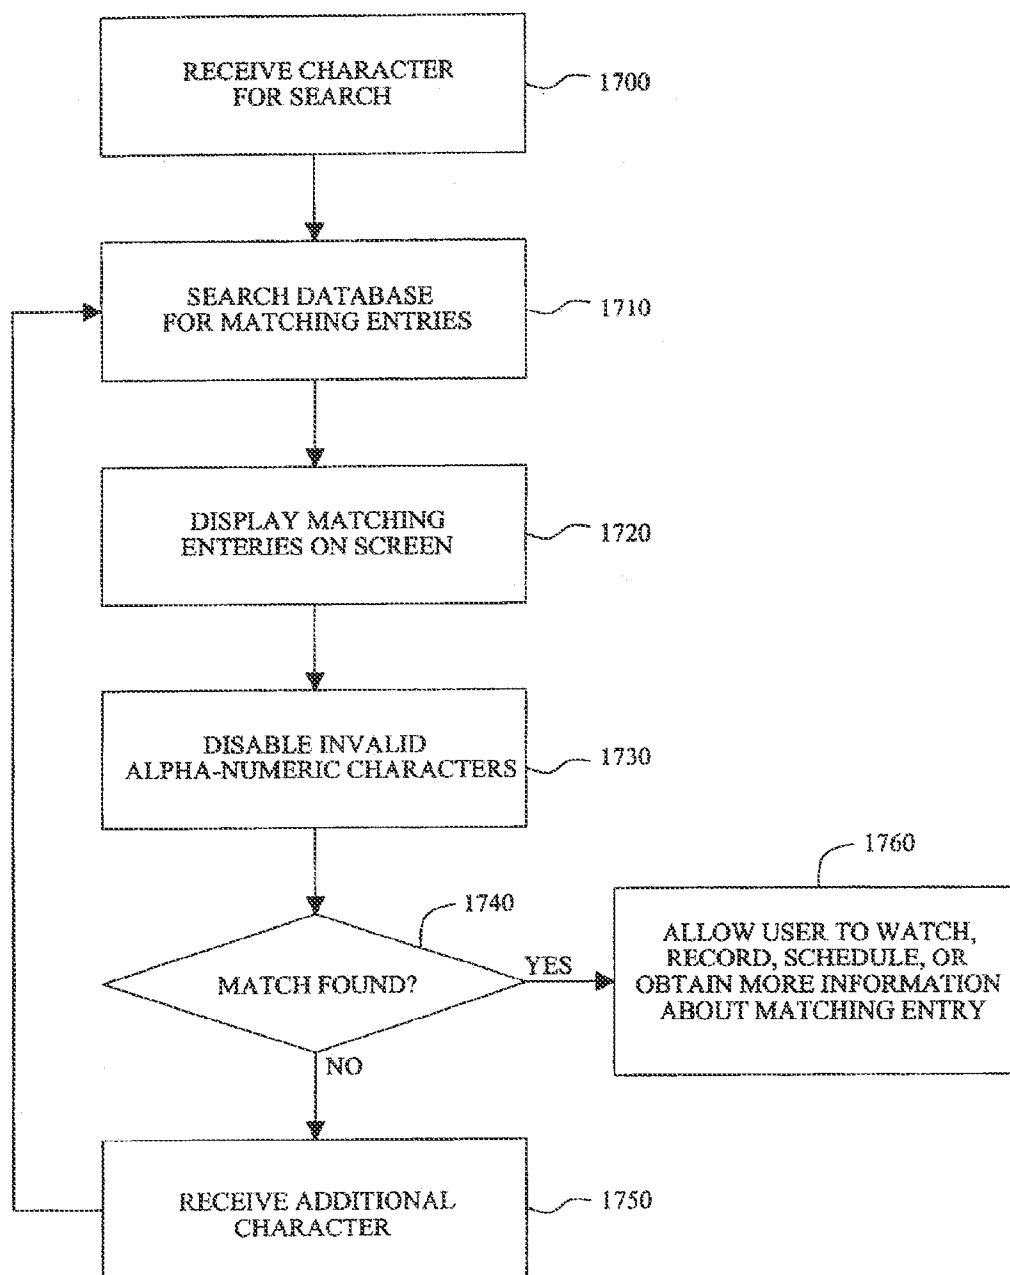 RECEIVE CHARACTER
FOR SEARCH
1700
SEARCH DATABASE
FOR MATCHING ENTRIES
1710
DISPLAY MATCHING
ENTERIES ON SCREEN
1720
DISABLE INVALID
ALPHA-NUMERIC CHARACTERS
1730
1740
MATCH FOUND?
YES
NO
1760
ALLOW USER TO WATCH,
RECORD, SCHEDULE, OR
OBTAIN MORE INFORMATION
ABOUT MATCHING ENTRY
RECEIVE ADDITIONAL
CHARACTER
1750